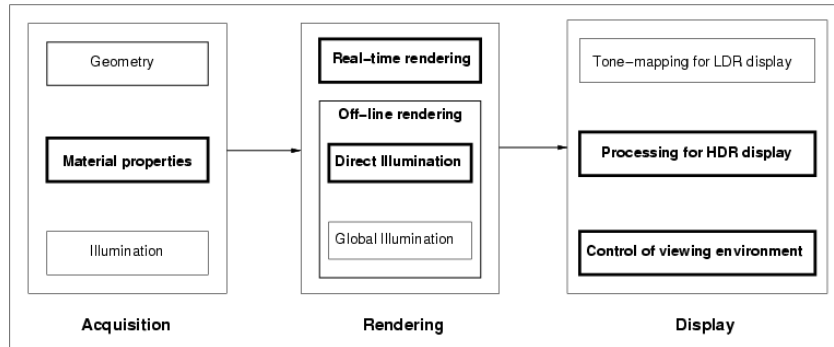 Geometry
Material properties
Illumination
Acquisition
Real-time rendering
Off-line rendering
Direct Illumination
Global Illumination
Rendering
Tone-mapping for LDR display
Processing for HDR display
Control of viewing environment
Display